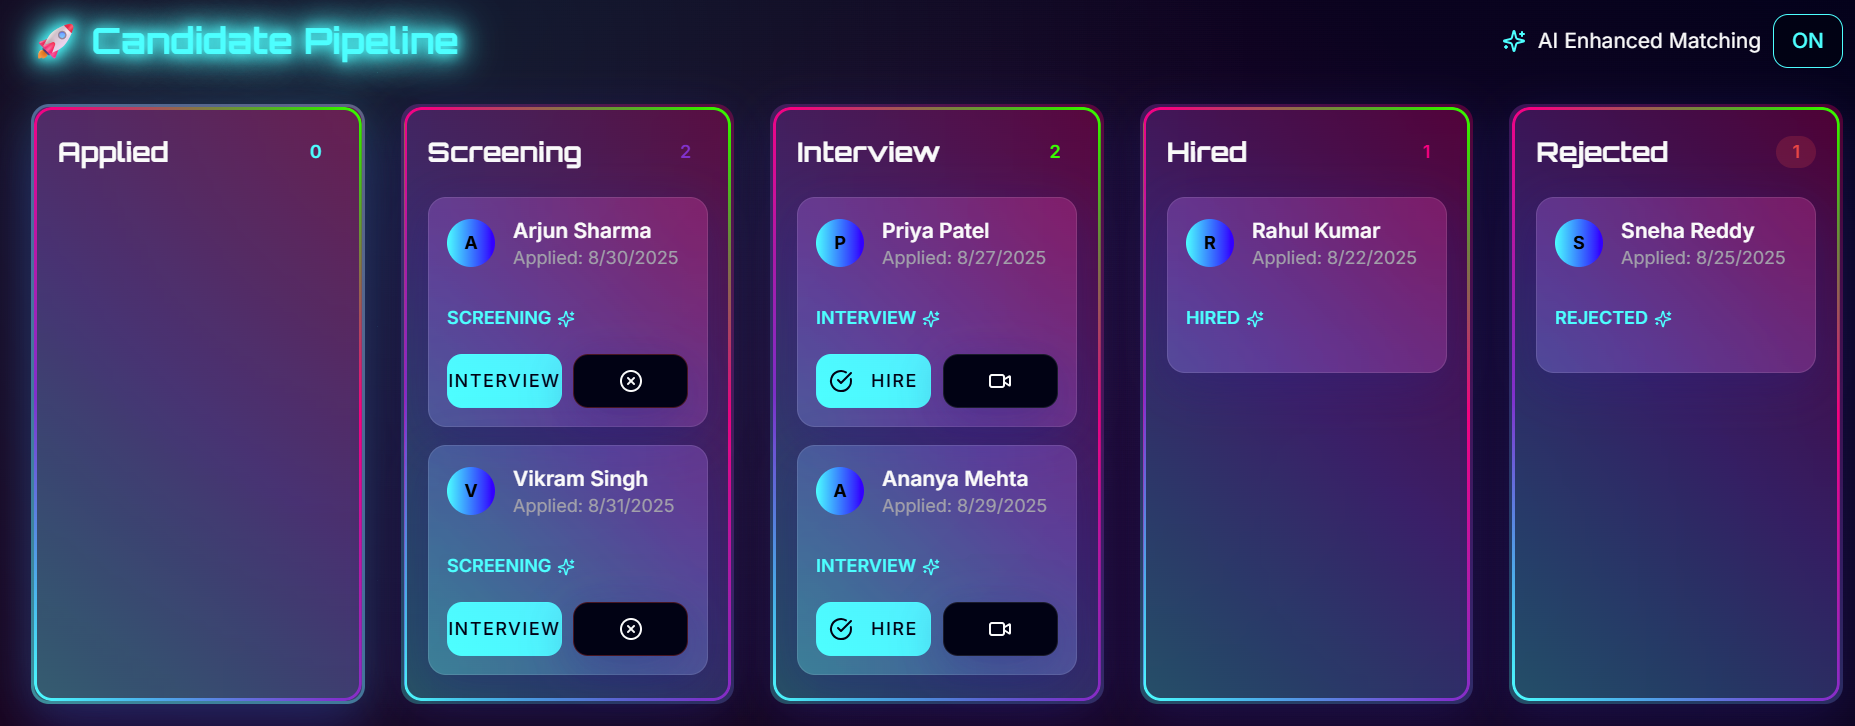 🚀 Candidate Pipeline
AI Enhanced Matching ON
Applied 0
Screening 2
A
Arjun Sharma
Applied: 8/30/2025
SCREENING
INTERVIEW
V
Vikram Singh
Applied: 8/31/2025
SCREENING
INTERVIEW
Interview 2
P
Priya Patel
Applied: 8/27/2025
INTERVIEW
HIRE
A
Ananya Mehta
Applied: 8/29/2025
INTERVIEW
HIRE
Hired 1
R
Rahul Kumar
Applied: 8/22/2025
HIRED
Rejected 1
S
Sneha Reddy
Applied: 8/25/2025
REJECTED